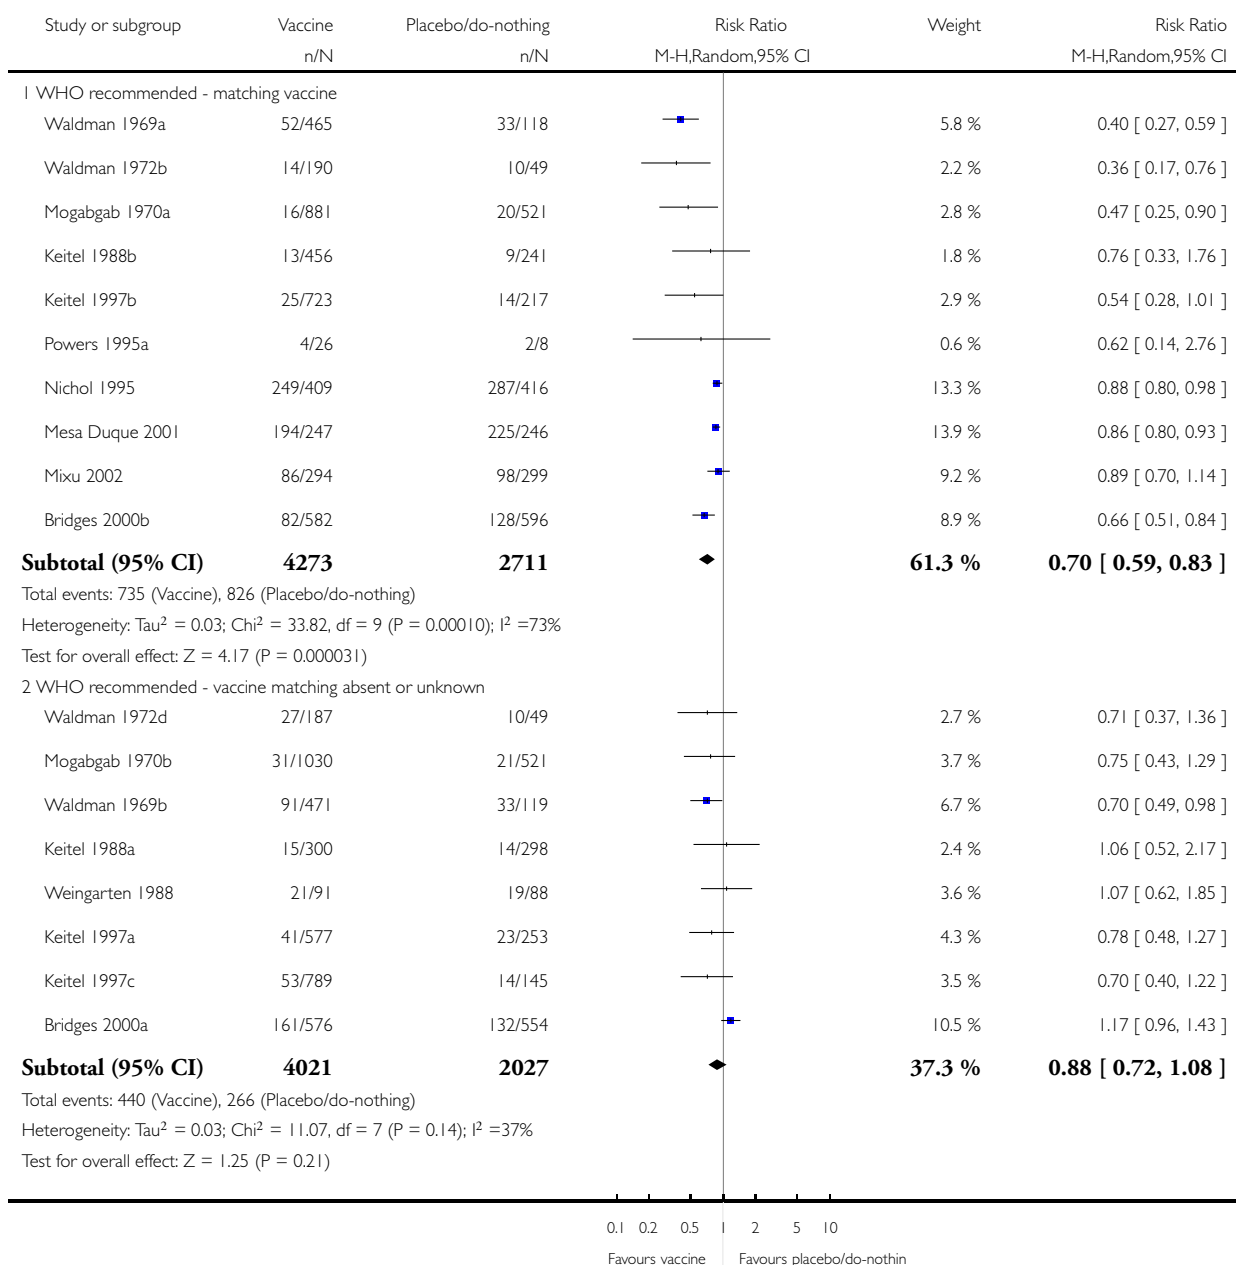 Study or subgroup Vaccine Placebo/do-nothing Risk Ratio Weight Risk Ratio
n/N n/N M-H,Random,95% CI M-H,Random,95% CI
1 WHO recommended - matching vaccine
Waldman 1969a 52/465 33/118 5.8 % 0.40 [ 0.27, 0.59 ]
Waldman 1972b 14/190 10/49 2.2 % 0.36 [ 0.17, 0.76 ]
Mogabgab 1970a 16/881 20/521 2.8 % 0.47 [ 0.25, 0.90 ]
Keitel 1988b 13/456 9/241 1.8 % 0.76 [ 0.33, 1.76 ]
Keitel 1997b 25/723 14/217 2.9 % 0.54 [ 0.28, 1.01 ]
Powers 1995a 4/26 2/8 0.6 % 0.62 [ 0.14, 2.76 ]
Nichol 1995 249/409 287/416 13.3 % 0.88 [ 0.80, 0.98 ]
Mesa Duque 2001 194/247 225/246 13.9 % 0.86 [ 0.80, 0.93 ]
Mixu 2002 86/294 98/299 9.2 % 0.89 [ 0.70, 1.14 ]
Bridges 2000b 82/582 128/596 8.9 % 0.66 [ 0.51, 0.84 ]
Subtotal (95% CI) 4273 2711 61.3 % 0.70 [ 0.59, 0.83 ]
Total events: 735 (Vaccine), 826 (Placebo/do-nothing)
Heterogeneity: Tau² = 0.03; Chi² = 33.82, df = 9 (P = 0.00010); I² =73%
Test for overall effect: Z = 4.17 (P = 0.000031)
2 WHO recommended - vaccine matching absent or unknown
Waldman 1972d 27/187 10/49 2.7 % 0.71 [ 0.37, 1.36 ]
Mogabgab 1970b 31/1030 21/521 3.7 % 0.75 [ 0.43, 1.29 ]
Waldman 1969b 91/471 33/119 6.7 % 0.70 [ 0.49, 0.98 ]
Keitel 1988a 15/300 14/298 2.4 % 1.06 [ 0.52, 2.17 ]
Weingarten 1988 21/91 19/88 3.6 % 1.07 [ 0.62, 1.85 ]
Keitel 1997a 41/577 23/253 4.3 % 0.78 [ 0.48, 1.27 ]
Keitel 1997c 53/789 14/145 3.5 % 0.70 [ 0.40, 1.22 ]
Bridges 2000a 161/576 132/554 10.5 % 1.17 [ 0.96, 1.43 ]
Subtotal (95% CI) 4021 2027 37.3 % 0.88 [ 0.72, 1.08 ]
Total events: 440 (Vaccine), 266 (Placebo/do-nothing)
Heterogeneity: Tau² = 0.03; Chi² = 11.07, df = 7 (P = 0.14); I² =37%
Test for overall effect: Z = 1.25 (P = 0.21)
0.1 0.2 0.5 1 2 5 10
Favours vaccine Favours placebo/do-nothin